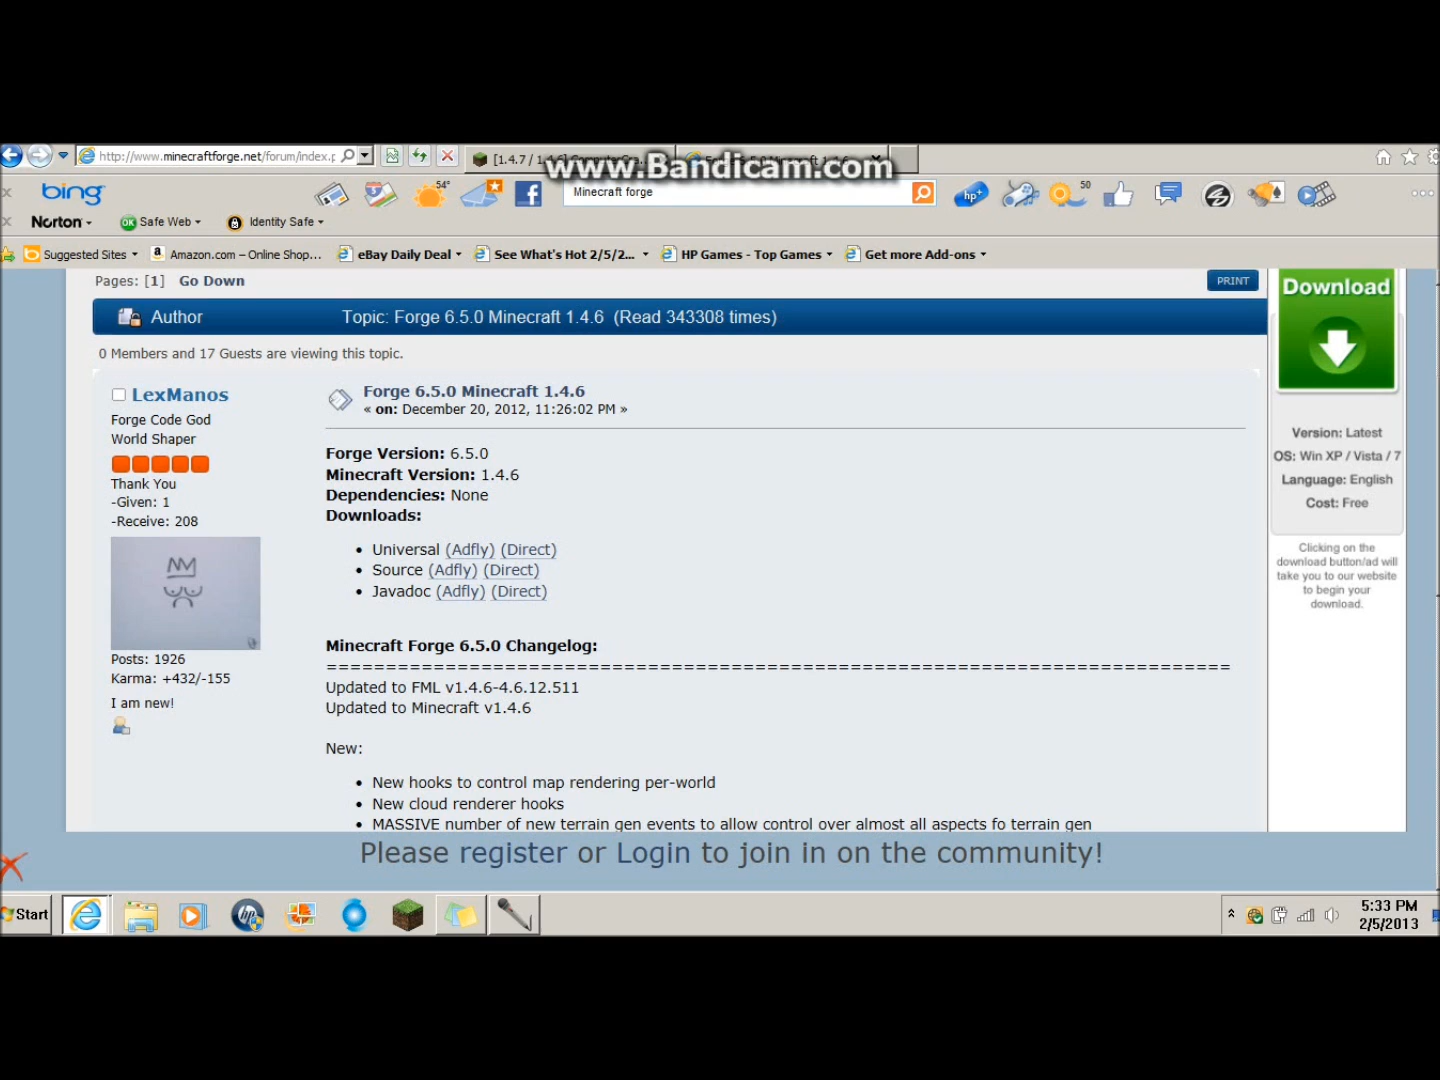 www.Bandicam.com
http://www.minecraftforge.net/forum/index.p
[1.4.7 / 1.4.6] ComputerCra...
bing
54°
Minecraft forge
hp+
50
Norton
OK Safe Web
Identity Safe
Suggested Sites
Amazon.com – Online Shop...
eBay Daily Deal
See What's Hot 2/5/2...
HP Games - Top Games
Get more Add-ons
Pages: [1] Go Down
PRINT
Author
Topic: Forge 6.5.0 Minecraft 1.4.6 (Read 343308 times)
0 Members and 17 Guests are viewing this topic.
LexManos
Forge Code God
World Shaper
Thank You
-Given: 1
-Receive: 208
Posts: 1926
Karma: +432/-155
I am new!
Forge 6.5.0 Minecraft 1.4.6
« on: December 20, 2012, 11:26:02 PM »
Forge Version: 6.5.0
Minecraft Version: 1.4.6
Dependencies: None
Downloads:
• Universal (Adfly) (Direct)
• Source (Adfly) (Direct)
• Javadoc (Adfly) (Direct)
Minecraft Forge 6.5.0 Changelog:
==============================================================================
Updated to FML v1.4.6-4.6.12.511
Updated to Minecraft v1.4.6
New:
• New hooks to control map rendering per-world
• New cloud renderer hooks
• MASSIVE number of new terrain gen events to allow control over almost all aspects fo terrain gen
Download
Version: Latest
OS: Win XP / Vista / 7
Language: English
Cost: Free
Clicking on the
download button/ad will
take you to our website
to begin your
download.
Please register or Login to join in on the community!
Start
5:33 PM
2/5/2013